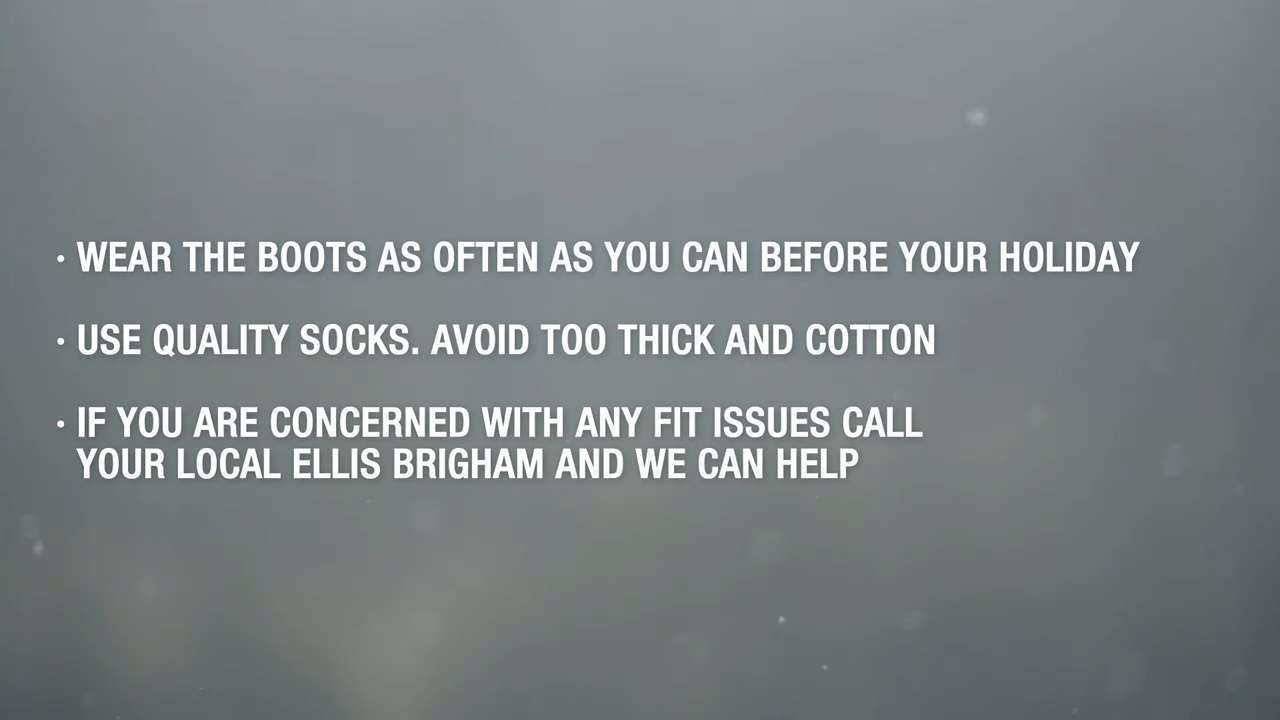 · WEAR THE BOOTS AS OFTEN AS YOU CAN BEFORE YOUR HOLIDAY
· USE QUALITY SOCKS. AVOID TOO THICK AND COTTON
· IF YOU ARE CONCERNED WITH ANY FIT ISSUES CALL
YOUR LOCAL ELLIS BRIGHAM AND WE CAN HELP